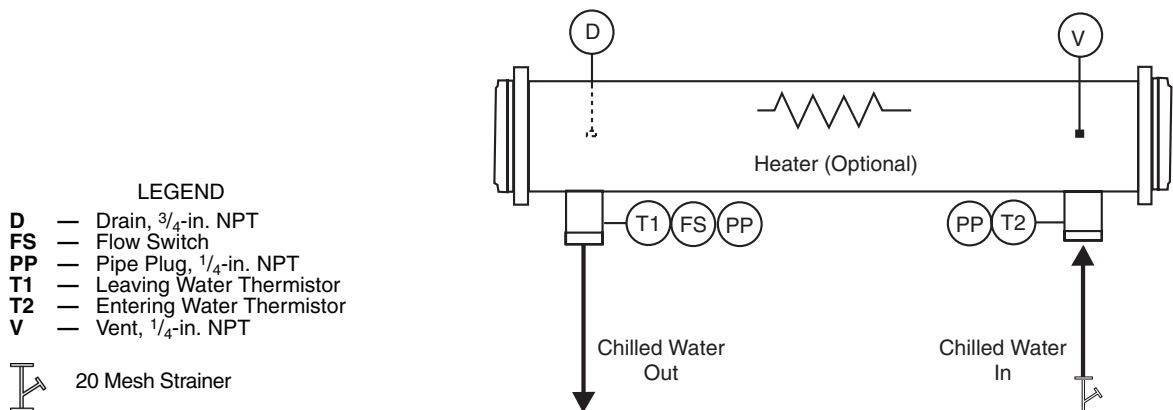 D
V
Heater (Optional)
T1 FS PP
PP T2
Chilled Water
Out
Chilled Water
In
LEGEND
D — Drain, 3/4-in. NPT
FS — Flow Switch
PP — Pipe Plug, 1/4-in. NPT
T1 — Leaving Water Thermistor
T2 — Entering Water Thermistor
V — Vent, 1/4-in. NPT
20 Mesh Strainer